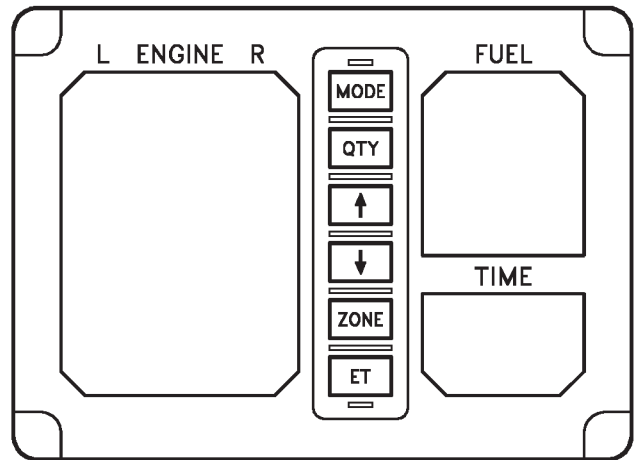 L ENGINE R
FUEL
MODE
QTY
↑
↓
TIME
ZONE
ET